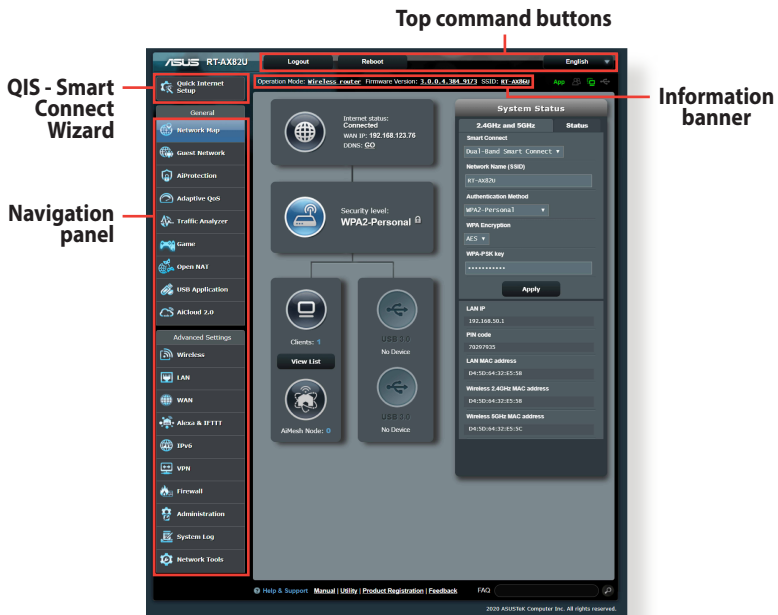 Top command buttons
QIS - Smart
Connect
Wizard
Navigation
panel
Information
banner
ASUS RT-AX82U
Logout
Reboot
English
Quick Internet
Setup
Operation Mode: Wireless router Firmware Version: 3.0.0.4.384_9173 SSID: RT-AX86U
App
General
Network Map
Guest Network
AiProtection
Adaptive QoS
Traffic Analyzer
Game
Open NAT
USB Application
AiCloud 2.0
Advanced Settings
Wireless
LAN
WAN
Alexa & IFTTT
IPv6
VPN
Firewall
Administration
System Log
Network Tools
Internet status:
Connected
WAN IP: 192.168.123.76
DDNS: GO
Security level:
WPA2-Personal
Clients: 1
View List
AiMesh Node: 0
USB 3.0
No Device
USB 3.0
No Device
System Status
2.4GHz and 5GHz
Status
Smart Connect
Dual-Band Smart Connect
Network Name (SSID)
RT-AX82U
Authentication Method
WPA2-Personal
WPA Encryption
AES
WPA-PSK key
Apply
LAN IP
192.168.50.1
PIN code
70297935
LAN MAC address
D4:5D:64:32:E5:58
Wireless 2.4GHz MAC address
D4:5D:64:32:E5:58
Wireless 5GHz MAC address
D4:5D:64:32:E5:5C
Help & Support Manual | Utility | Product Registration | Feedback FAQ
2020 ASUSTeK Computer Inc. All rights reserved.